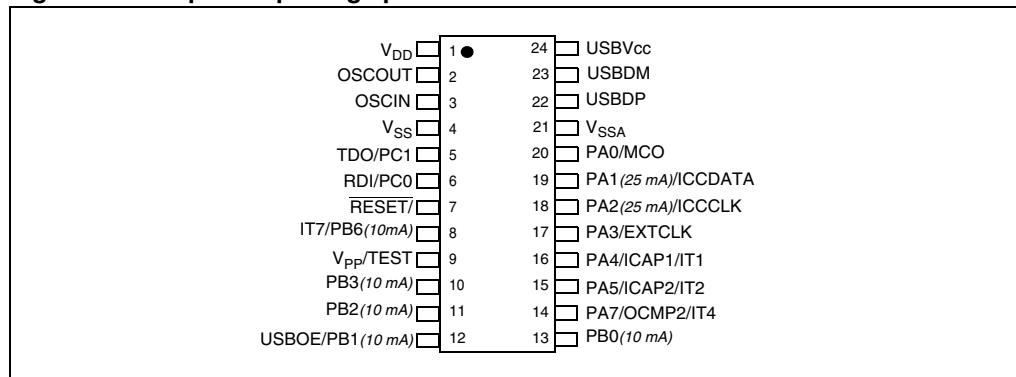 V_DD 1 24 USBVcc
OSCOUT 2 23 USBDM
OSCIN 3 22 USBDP
V_SS 4 21 V_SSA
TDO/PC1 5 20 PA0/MCO
RDI/PC0 6 19 PA1(25 mA)/ICCDATA
RESET/ 7 18 PA2(25 mA)/ICCCLK
IT7/PB6(10mA) 8 17 PA3/EXTCLK
V_PP/TEST 9 16 PA4/ICAP1/IT1
PB3(10 mA) 10 15 PA5/ICAP2/IT2
PB2(10 mA) 11 14 PA7/OCMP2/IT4
USBOE/PB1(10 mA) 12 13 PB0(10 mA)